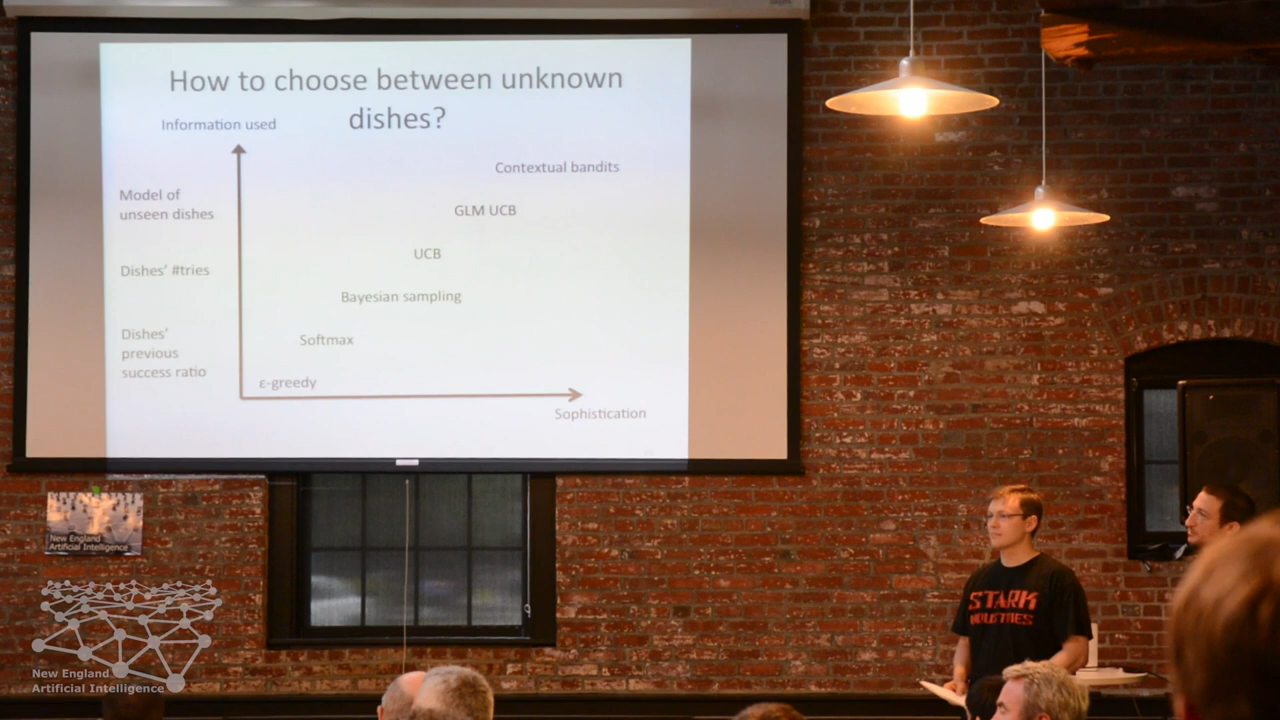 How to choose between unknown
dishes?
Information used
Contextual bandits
Model of
unseen dishes
GLM UCB
UCB
Dishes' #tries
Bayesian sampling
Dishes'
previous
success ratio
Softmax
ε-greedy
Sophistication
New England
Artificial Intelligence
STARK
INDUSTRIES
New England
Artificial Intelligence